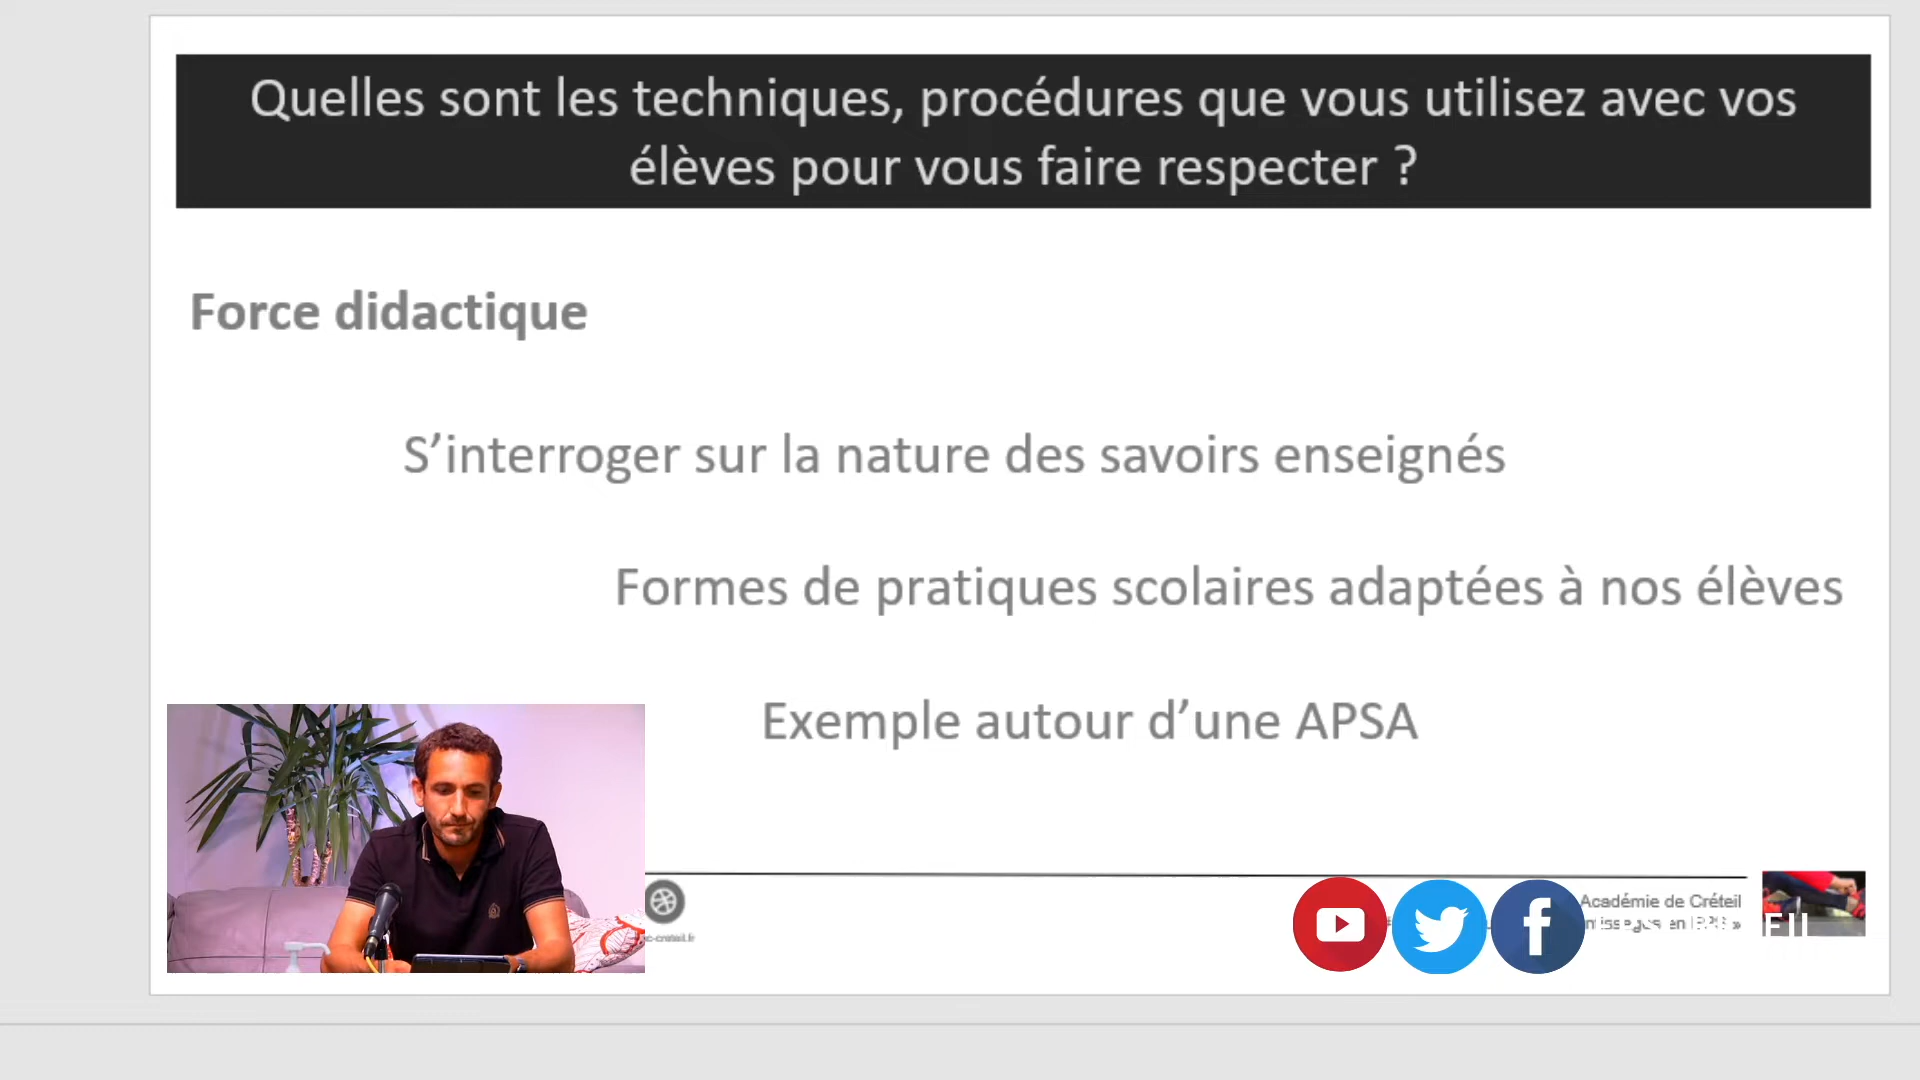 Quelles sont les techniques, procédures que vous utilisez avec vos
élèves pour vous faire respecter ?
Force didactique
S’interroger sur la nature des savoirs enseignés
Formes de pratiques scolaires adaptées à nos élèves
Exemple autour d’une APSA
Académie de Créteil